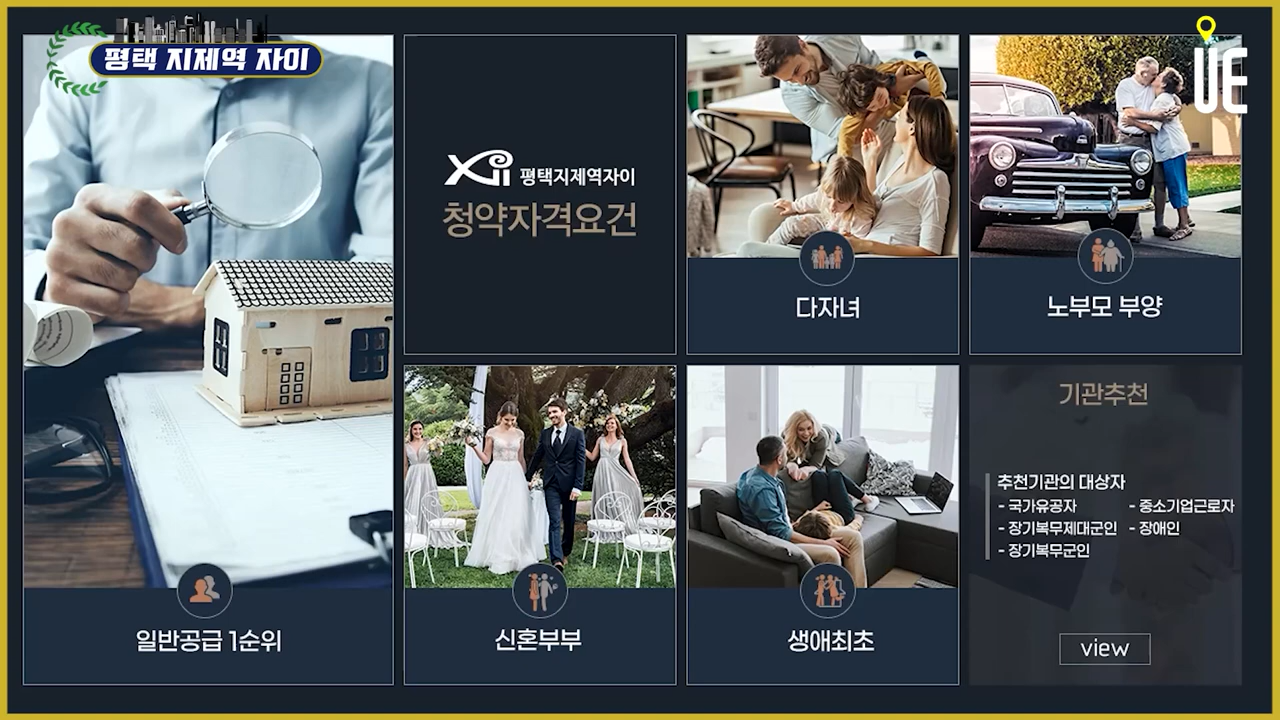 평택 지제역 자이
UE
Xii 평택지제역자이
청약자격요건
다자녀
노부모 부양
일반공급 1순위
신혼부부
생애최초
기관추천
추천기관의 대상자
- 국가유공자 - 중소기업근로자
- 장기복무제대군인 - 장애인
- 장기복무군인
view